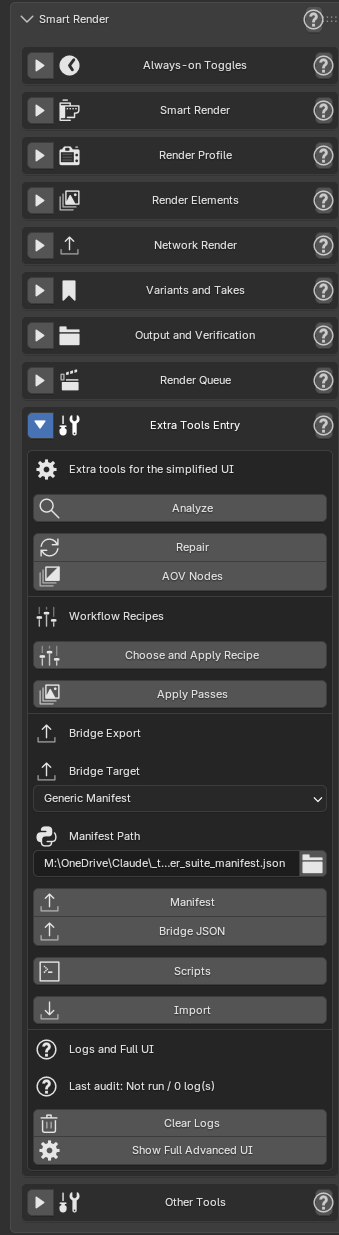 Smart Render
Always-on Toggles
Smart Render
Render Profile
Render Elements
Network Render
Variants and Takes
Output and Verification
Render Queue
Extra Tools Entry
Extra tools for the simplified UI
Analyze
Repair
AOV Nodes
Workflow Recipes
Choose and Apply Recipe
Apply Passes
Bridge Export
Bridge Target
Generic Manifest
Manifest Path
M:\OneDrive\Claude\_t...er_suite_manifest.json
Manifest
Bridge JSON
Scripts
Import
Logs and Full UI
Last audit: Not run / 0 log(s)
Clear Logs
Show Full Advanced UI
Other Tools